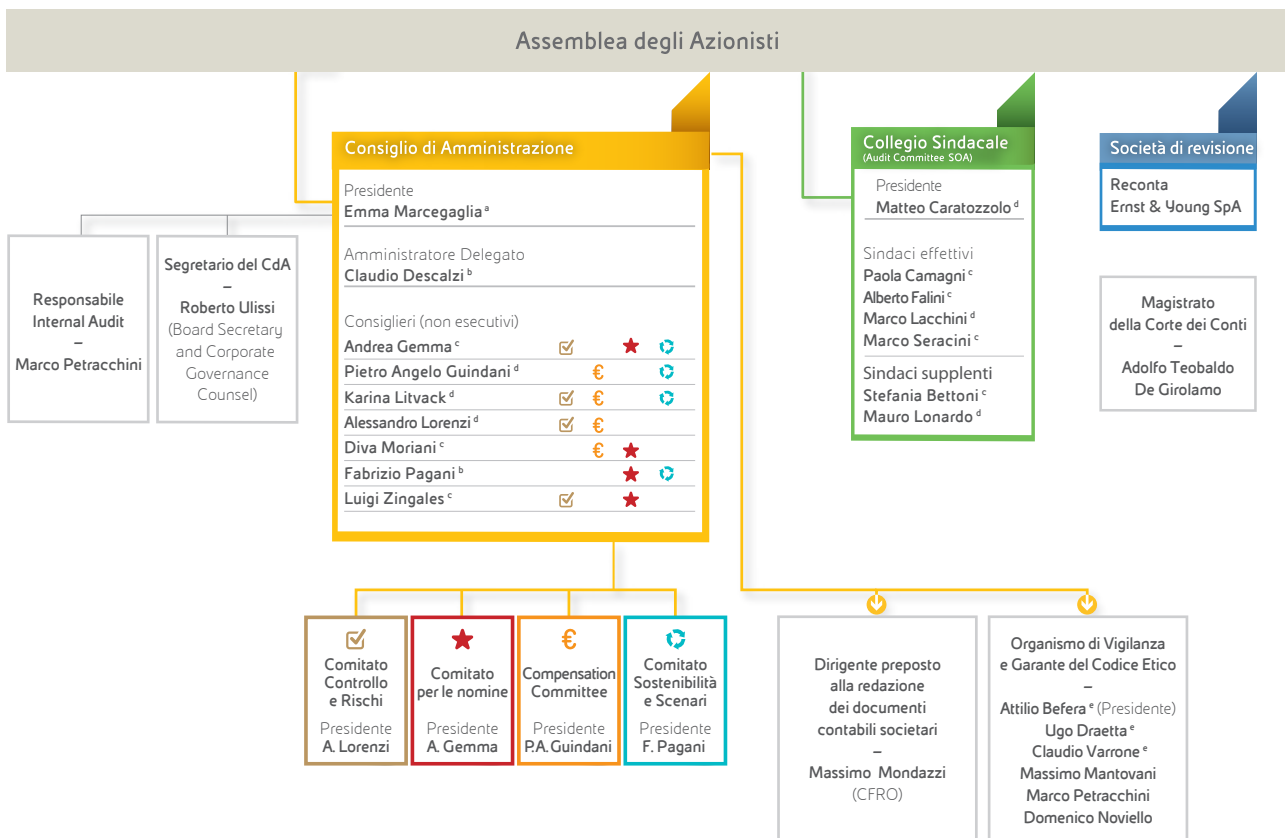 Assemblea degli Azionisti
Consiglio di Amministrazione
Presidente
Emma Marcegaglia ᵃ
Amministratore Delegato
Claudio Descalzi ᵇ
Consiglieri (non esecutivi)
Andrea Gemma ᶜ
Pietro Angelo Guindani ᵈ €
Karina Litvack ᵈ €
Alessandro Lorenzi ᵈ €
Diva Moriani ᶜ €
Fabrizio Pagani ᵇ
Luigi Zingales ᶜ
Responsabile
Internal Audit
–
Marco Petracchini
Segretario del CdA
–
Roberto Ulissi
(Board Secretary
and Corporate
Governance
Counsel)
Collegio Sindacale
(Audit Committee SOA)
Presidente
Matteo Caratozzolo ᵈ
Sindaci effettivi
Paola Camagni ᶜ
Alberto Falini ᶜ
Marco Lacchini ᵈ
Marco Seracini ᶜ
Sindaci supplenti
Stefania Bettoni ᶜ
Mauro Lonardo ᵈ
Società di revisione
Reconta
Ernst & Young SpA
Magistrato
della Corte dei Conti
–
Adolfo Teobaldo
De Girolamo
Comitato
Controllo
e Rischi
Presidente
A. Lorenzi
Comitato
per le nomine
Presidente
A. Gemma
€
Compensation
Committee
Presidente
P.A. Guindani
Comitato
Sostenibilità
e Scenari
Presidente
F. Pagani
Dirigente preposto
alla redazione
dei documenti
contabili societari
–
Massimo Mondazzi
(CFRO)
Organismo di Vigilanza
e Garante del Codice Etico
–
Attilio Befera ᵉ (Presidente)
Ugo Draetta ᵉ
Claudio Varrone ᵉ
Massimo Mantovani
Marco Petracchini
Domenico Noviello